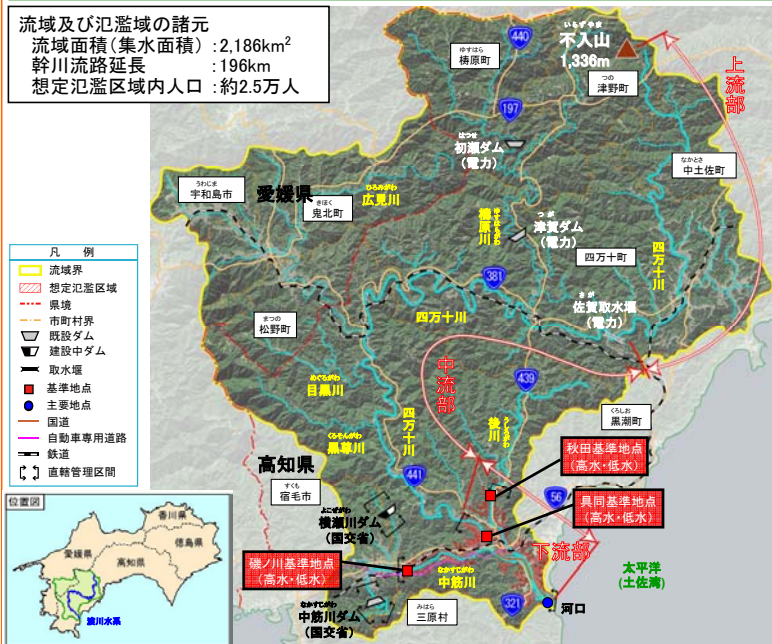 流域及び氾濫域の諸元
流域面積(集水面積) :2,186km²
幹川流路延長 :196km
想定氾濫区域内人口 :約2.5万人
いらずやま
不入山
1,336m
上流部
440
ゆすはら
梼原町
つの
津野町
197
はつせ
初瀬ダム
(電力)
なかとさ
中土佐町
うわじま
宇和島市
愛媛県
きほく
鬼北町
ひろみがわ
広見川
ゆすはらがわ
梼原川
つが
津賀ダム
(電力)
四万十町
四万十川
381
さが
佐賀取水堰
(電力)
四万十川
凡 例
流域界
想定氾濫区域
県境
市町村界
既設ダム
建設中ダム
取水堰
基準地点
主要地点
国道
自動車専用道路
鉄道
直轄管理区間
まつの
松野町
めぐろがわ
目黒川
中流部
439
くろしお
黒潮町
くろそんがわ
黒尊川
四万十川
うしろがわ
後川
秋田基準地点
(高水・低水)
高知県
すくも
宿毛市
441
56
具同基準地点
(高水・低水)
よこぜがわ
横瀬川ダム
(国交省)
下流部
磯ノ川基準地点
(高水・低水)
なかすじがわ
中筋川
太平洋
(土佐湾)
なかすじがわ
中筋川ダム
(国交省)
みはら
三原村
321
河口
位置図
香川県
徳島県
愛媛県
高知県
渡川水系